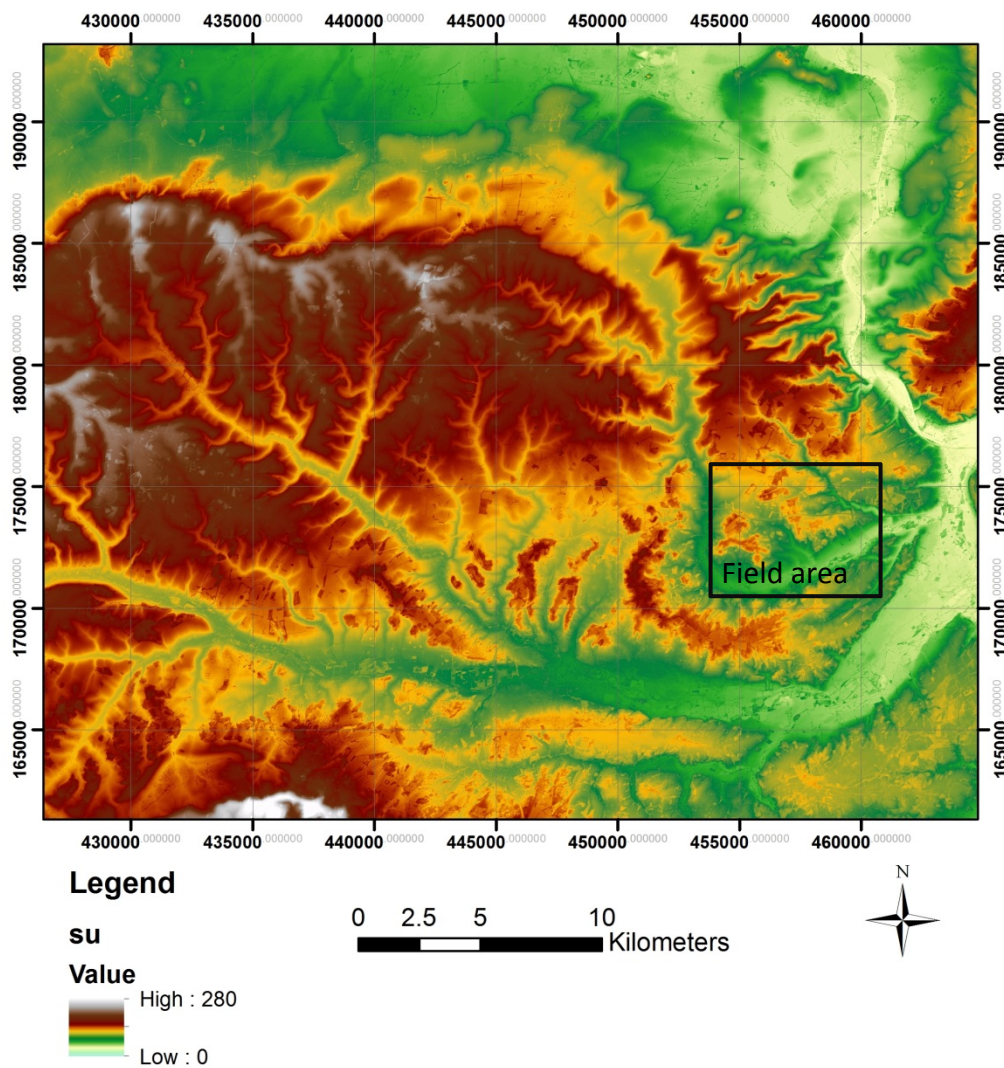 430000.000000 435000.000000 440000.000000 445000.000000 450000.000000 455000.000000 460000.000000
190000.000000 190000.000000
185000.000000 185000.000000
180000.000000 180000.000000
175000.000000 175000.000000
Field area
170000.000000 170000.000000
165000.000000 165000.000000
430000.000000 435000.000000 440000.000000 445000.000000 450000.000000 455000.000000 460000.000000
Legend
su
Value
High : 280
Low : 0
0 2.5 5 10
Kilometers
N